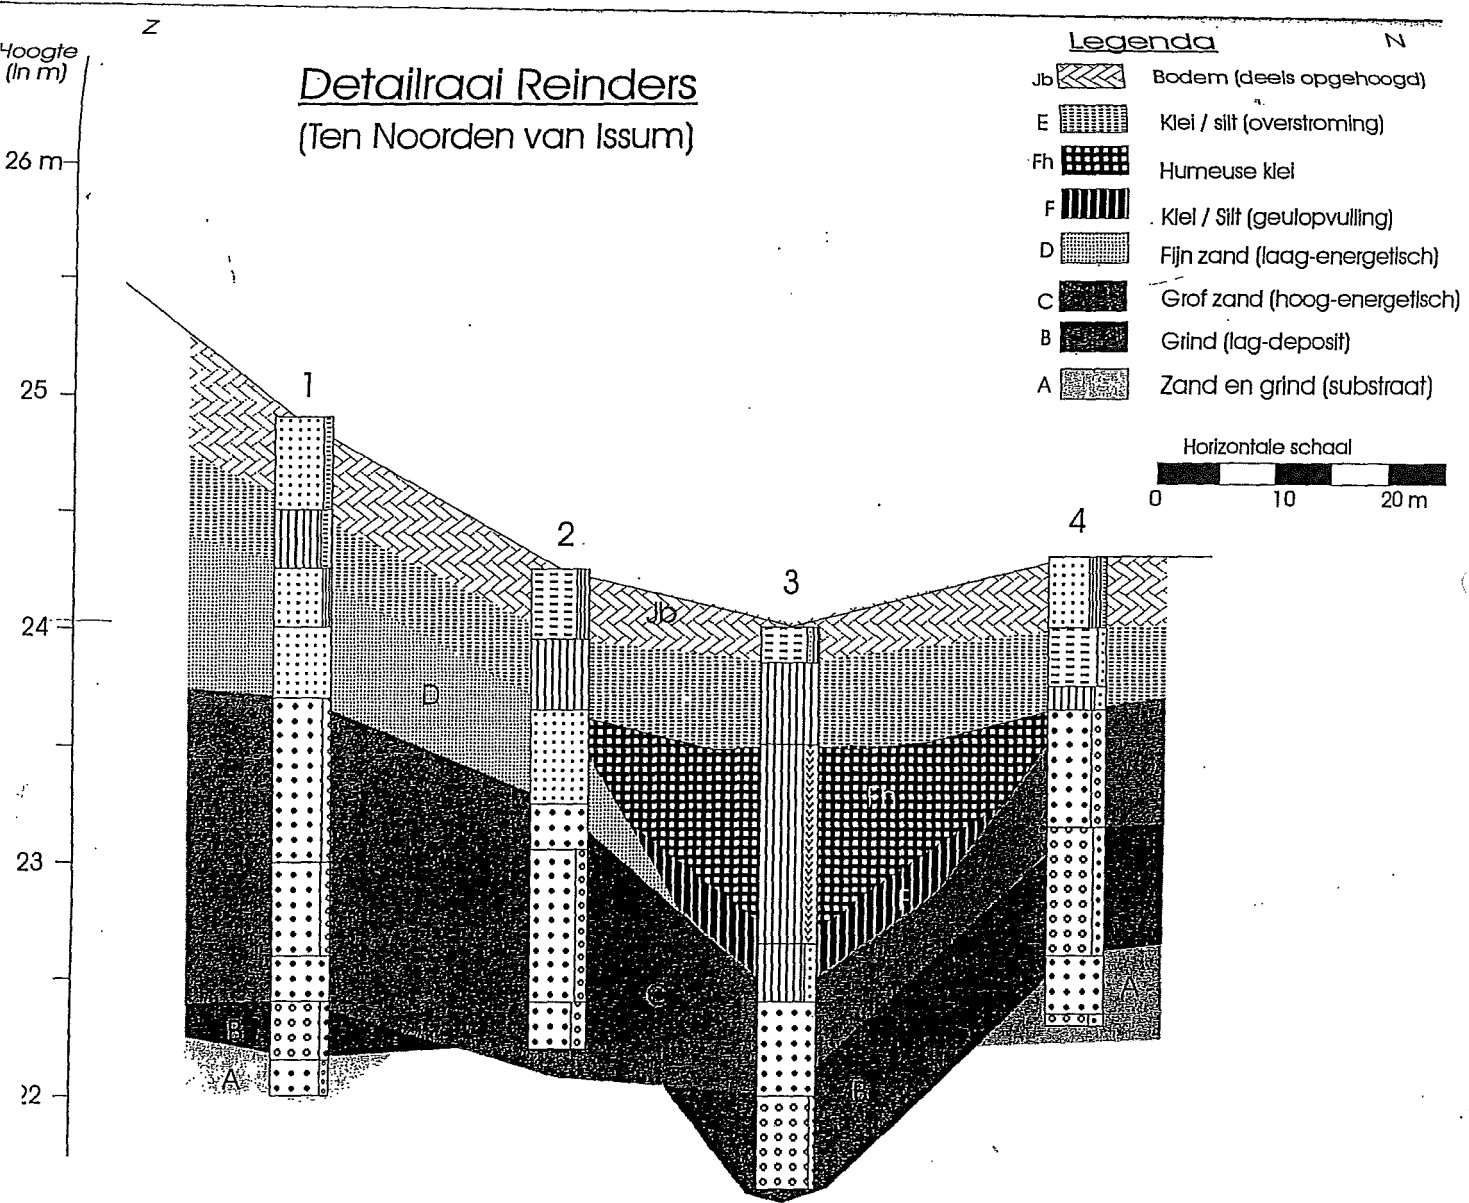 Z
Hoogte
(in m)
Detailraai Reinders
(Ten Noorden van Issum)
26 m
25
24
23
22
1
2
3
4
Jb
D
Fh
F
C
B
A
B
A
Legenda
N
Jb Bodem (deels opgehoogd)
E Klei / silt (overstroming)
Fh Humeuse klei
F Klei / Silt (geulopvulling)
D Fijn zand (laag-energetisch)
C Grof zand (hoog-energetisch)
B Grind (lag-deposit)
A Zand en grind (substraat)
Horizontale schaal
0 10 20 m